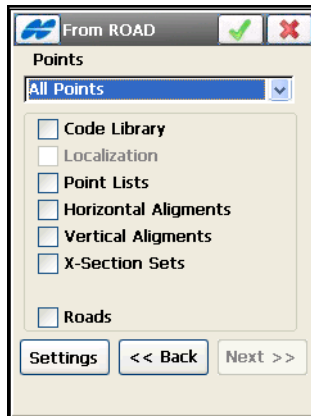 From ROAD
Points
All Points
Code Library
Localization
Point Lists
Horizontal Aligments
Vertical Aligments
X-Section Sets
Roads
Settings << Back Next >>